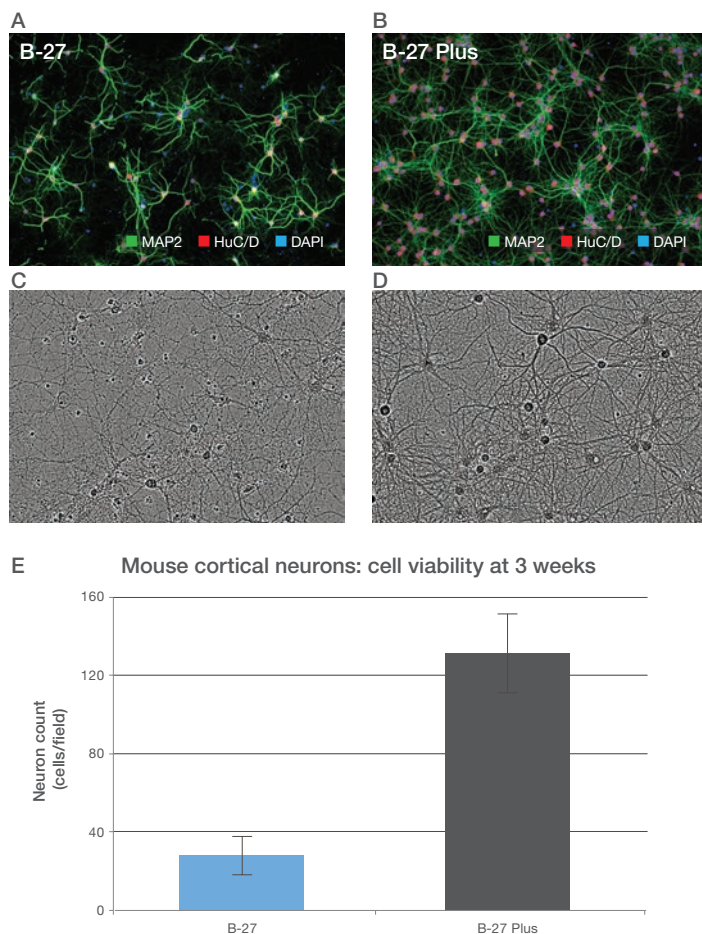 A
B
B-27
B-27 Plus
MAP2 HuC/D DAPI
MAP2 HuC/D DAPI
C
D
E
Mouse cortical neurons: cell viability at 3 weeks
Neuron count
(cells/field)
160
120
80
40
0
B-27
B-27 Plus